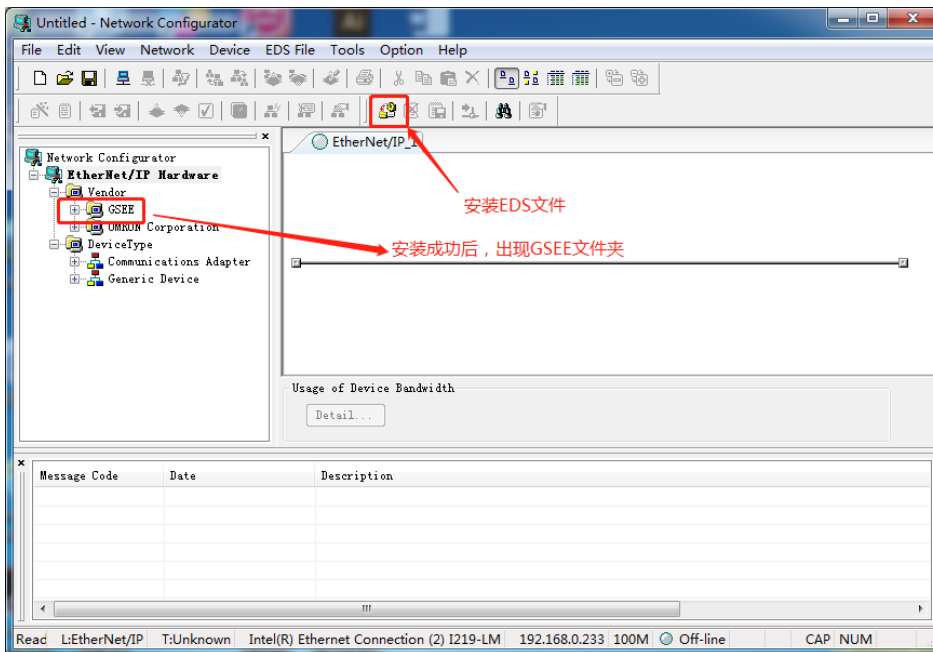 Untitled - Network Configurator
File Edit View Network Device EDS File Tools Option Help
EtherNet/IP_1
Network Configurator
EtherNet/IP Hardware
Vendor
GSEE
OMRON Corporation
DeviceType
Communications Adapter
Generic Device
安装EDS文件
安装成功后，出现GSEE文件夹
Usage of Device Bandwidth
Detail...
Message Code Date Description
Read L:EtherNet/IP T:Unknown Intel(R) Ethernet Connection (2) I219-LM 192.168.0.233 100M Off-line CAP NUM